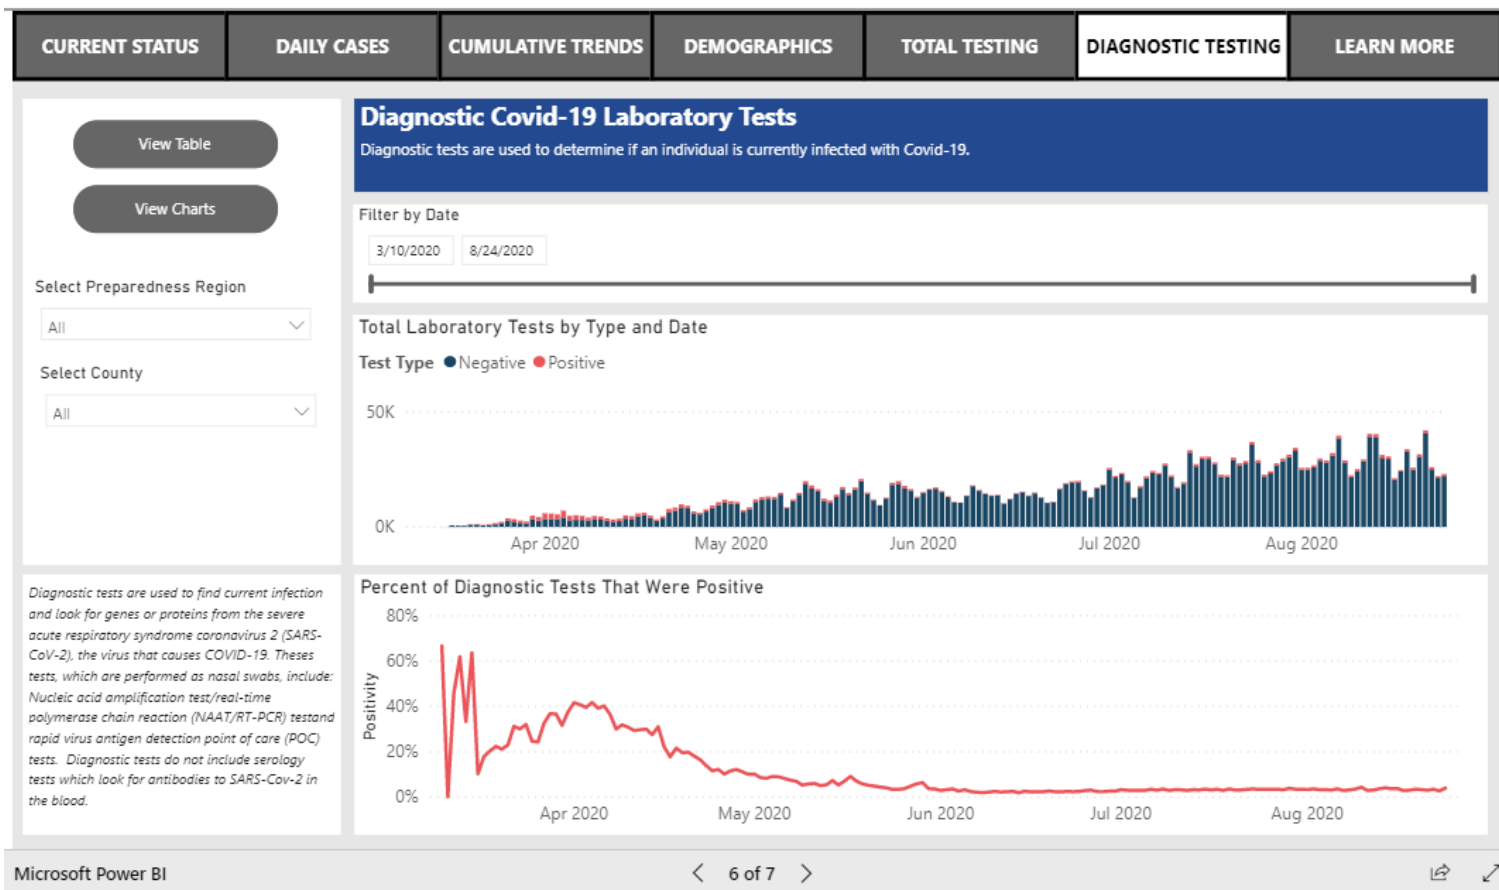 CURRENT STATUS
DAILY CASES
CUMULATIVE TRENDS
DEMOGRAPHICS
TOTAL TESTING
DIAGNOSTIC TESTING
LEARN MORE
View Table
View Charts
Select Preparedness Region
All
Select County
All
Diagnostic tests are used to find current infection
and look for genes or proteins from the severe
acute respiratory syndrome coronavirus 2 (SARS-
CoV-2), the virus that causes COVID-19. Theses
tests, which are performed as nasal swabs, include:
Nucleic acid amplification test/real-time
polymerase chain reaction (NAAT/RT-PCR) testand
rapid virus antigen detection point of care (POC)
tests. Diagnostic tests do not include serology
tests which look for antibodies to SARS-Cov-2 in
the blood.
Diagnostic Covid-19 Laboratory Tests
Diagnostic tests are used to determine if an individual is currently infected with Covid-19.
Filter by Date
3/10/2020 8/24/2020
Total Laboratory Tests by Type and Date
Test Type Negative Positive
50K
0K
Apr 2020 May 2020 Jun 2020 Jul 2020 Aug 2020
Percent of Diagnostic Tests That Were Positive
Positivity
80%
60%
40%
20%
0%
Apr 2020 May 2020 Jun 2020 Jul 2020 Aug 2020
Microsoft Power BI
6 of 7